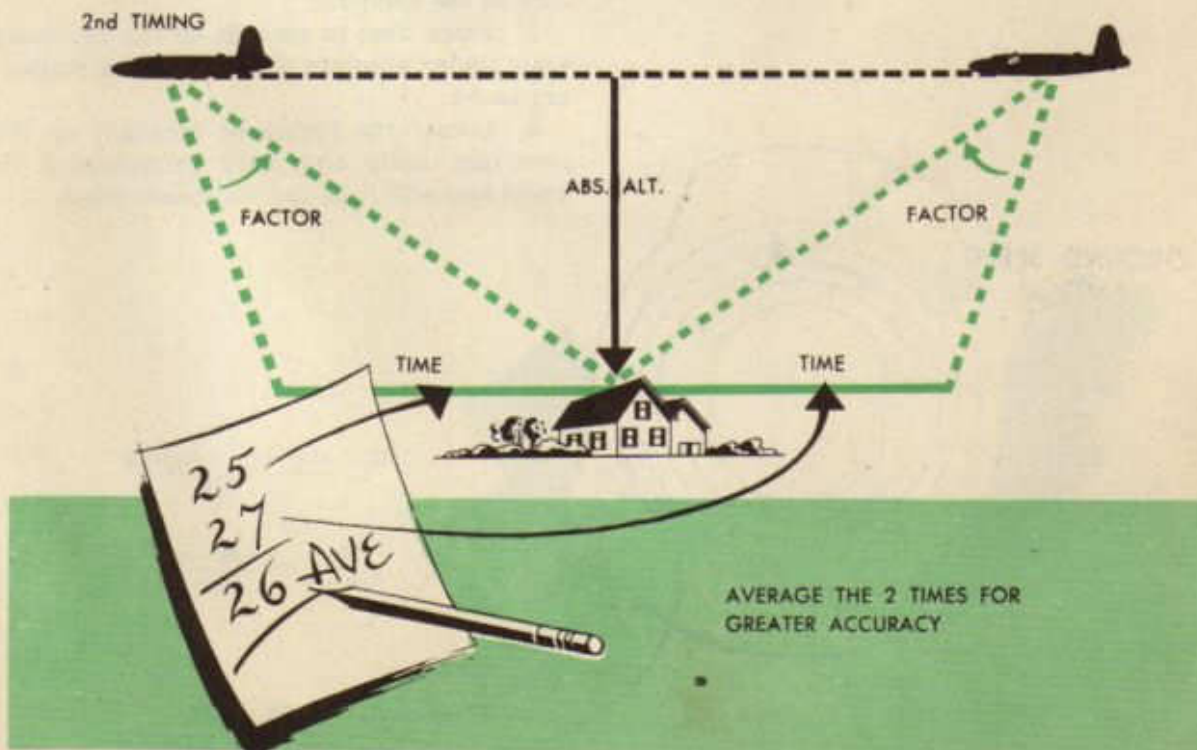 2nd TIMING
ABS. ALT.
FACTOR
FACTOR
TIME
TIME
25
27
26 AVE
AVERAGE THE 2 TIMES FOR
GREATER ACCURACY